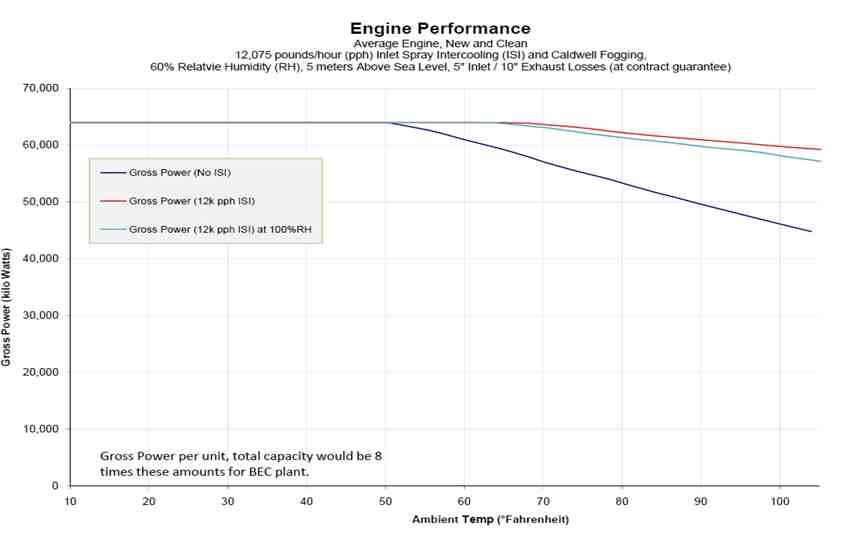 Engine Performance
Average Engine, New and Clean
12,075 pounds/hour (pph) Inlet Spray Intercooling (ISI) and Caldwell Fogging,
60% Relatvie Humidity (RH), 5 meters Above Sea Level, 5" Inlet / 10" Exhaust Losses (at contract guarantee)
Gross Power (kilo Watts)
70,000
60,000
50,000
40,000
30,000
20,000
10,000
0
Gross Power (No ISI)
Gross Power (12k pph ISI)
Gross Power (12k pph ISI) at 100%RH
Gross Power per unit, total capacity would be 8
times these amounts for BEC plant.
10 20 30 40 50 60 70 80 90 100
Ambient Temp (°Fahrenheit)